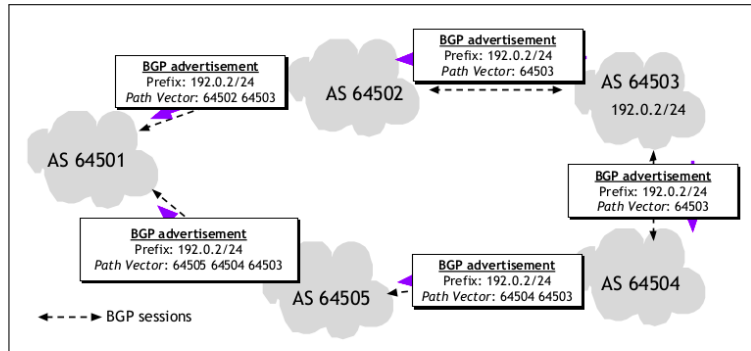 BGP advertisement
Prefix: 192.0.2/24
Path Vector: 64502 64503
AS 64502
BGP advertisement
Prefix: 192.0.2/24
Path Vector: 64503
AS 64503
192.0.2/24
AS 64501
BGP advertisement
Prefix: 192.0.2/24
Path Vector: 64503
BGP advertisement
Prefix: 192.0.2/24
Path Vector: 64505 64504 64503
AS 64505
BGP advertisement
Prefix: 192.0.2/24
Path Vector: 64504 64503
AS 64504
BGP sessions